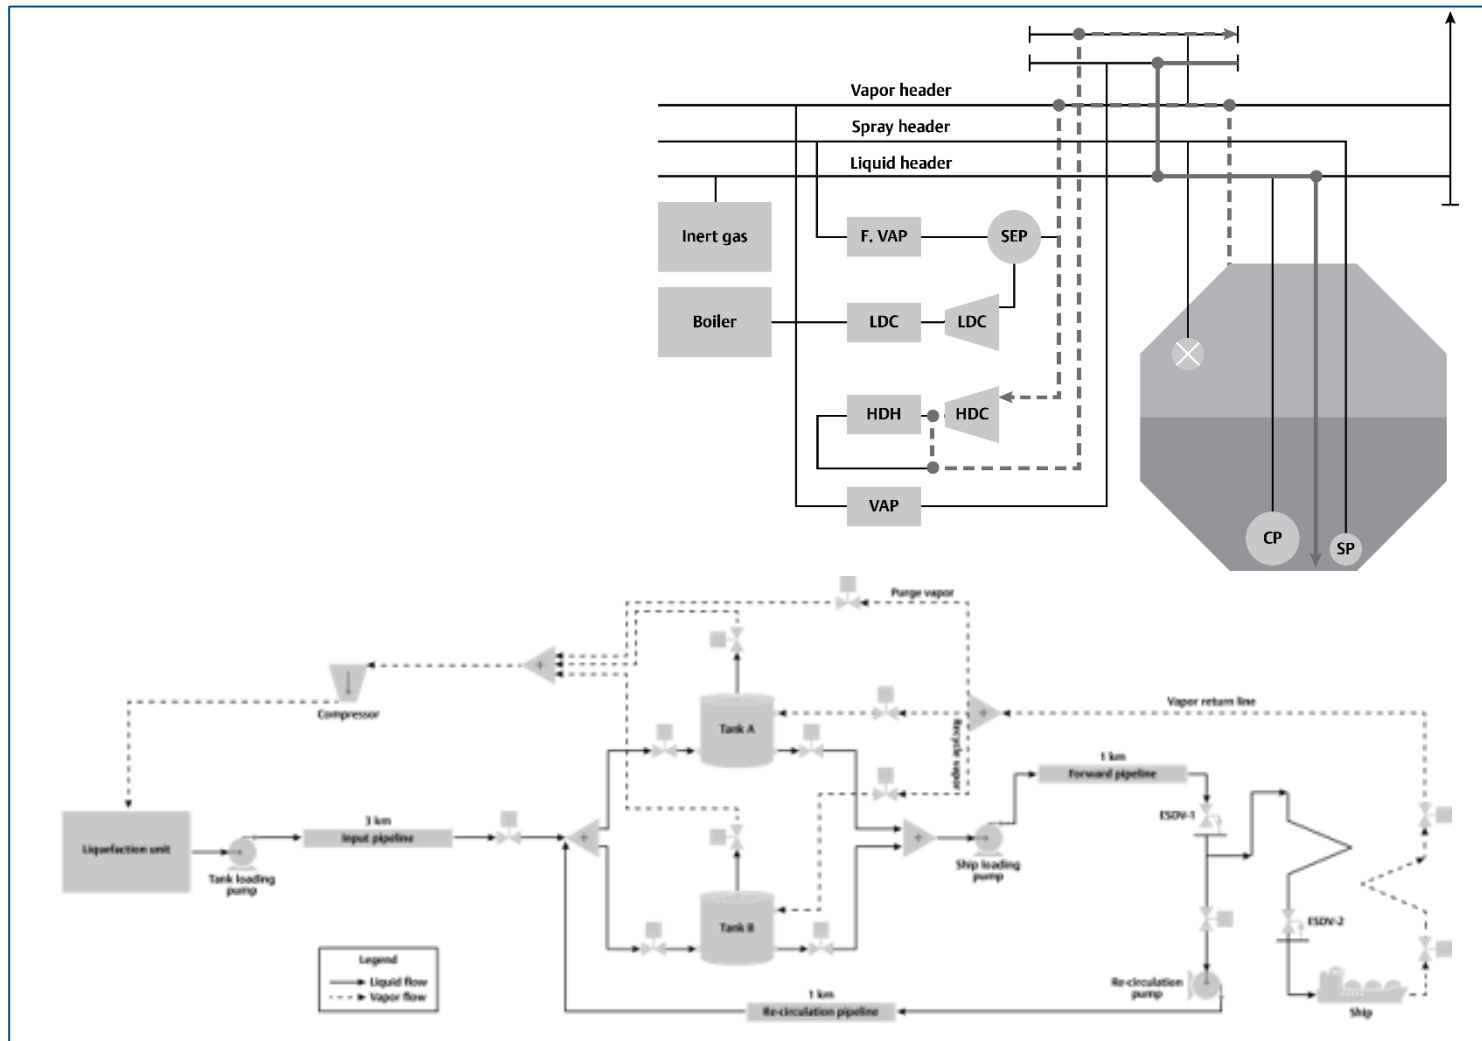 Vapor header
Spray header
Liquid header
Inert gas
F. VAP
SEP
Boiler
LDC
LDC
HDH
HDC
VAP
CP
SP
Purge vapor
Compressor
Tank A
Recycle vapor
Vapor return line
1 km
Forward pipeline
ESDV-1
3 km
Input pipeline
Liquefaction unit
Tank loading
pump
Ship loading
pump
Tank B
ESDV-2
Legend
Liquid flow
Vapor flow
Re-circulation
pump
1 km
Re-circulation pipeline
Ship